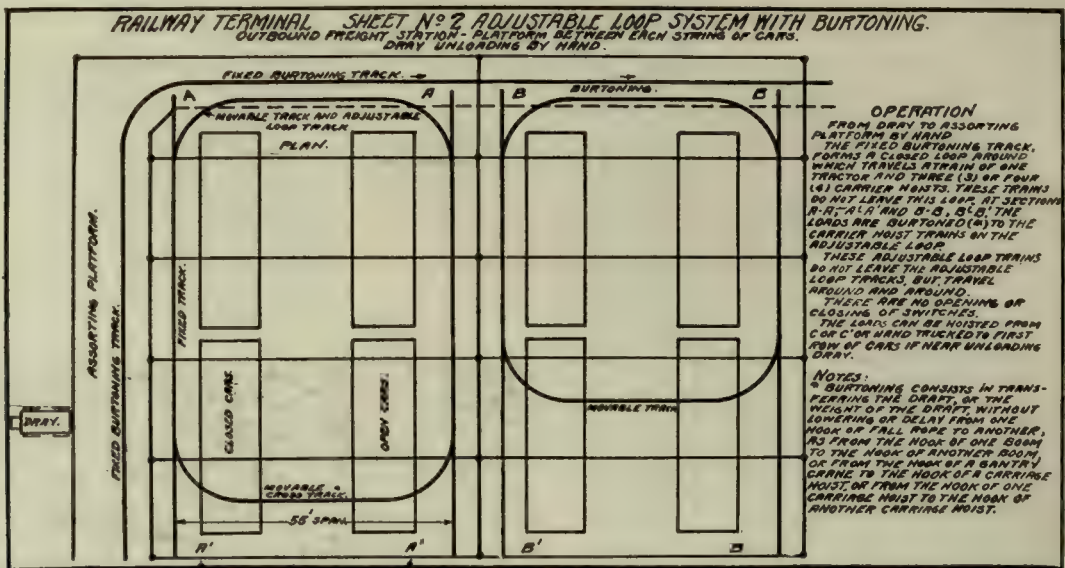 RAILWAY TERMINAL SHEET Nº 2 ADJUSTABLE LOOP SYSTEM WITH BURTONING.
OUTBOUND FREIGHT STATION - PLATFORM BETWEEN EACH STRING OF CARS.
DRAY UNLOADING BY HAND.
FIXED BURTONING TRACK. →
BURTONING.
A A B B
MOVABLE TRACK AND ADJUSTABLE
LOOP TRACK
PLAN.
ASSORTING PLATFORM.
FIXED BURTONING TRACK.
FIXED TRACK.
DRAY.
CLOSED CARS.
OPEN CARS.
MOVABLE
CROSS TRACK.
55' SPAN.
MOVABLE TRACK
A' A' B' B
OPERATION
FROM DRAY TO ASSORTING
PLATFORM BY HAND
THE FIXED BURTONING TRACK,
FORMS A CLOSED LOOP AROUND
WHICH TRAVELS A TRAIN OF ONE
TRACTOR AND THREE (3) OR FOUR
(4) CARRIER HOISTS. THESE TRAINS
DO NOT LEAVE THIS LOOP. AT SECTIONS
A-A, A'-A' AND B-B, B'-B', THE
LOADS ARE BURTONED (*) TO THE
CARRIER HOIST TRAINS ON THE
ADJUSTABLE LOOP.
THESE ADJUSTABLE LOOP TRAINS
DO NOT LEAVE THE ADJUSTABLE
LOOP TRACKS, BUT, TRAVEL
AROUND AND AROUND.
THERE ARE NO OPENING OR
CLOSING OF SWITCHES.
THE LOADS CAN BE HOISTED FROM
C OR C' OR HAND TRUCKED TO FIRST
ROW OF CARS IF NEAR UNLOADING
DRAY.
NOTES:
* BURTONING CONSISTS IN TRANS-
FERRING THE DRAFT, OR THE
WEIGHT OF THE DRAFT, WITHOUT
LOWERING OR DELAY FROM ONE
HOOK OR FALL ROPE TO ANOTHER,
AS FROM THE HOOK OF ONE BOOM
TO THE HOOK OF ANOTHER BOOM,
OR FROM THE HOOK OF A GANTRY
CRANE TO THE HOOK OF A CARRIAGE
HOIST, OR FROM THE HOOK OF ONE
CARRIAGE HOIST TO THE HOOK OF
ANOTHER CARRIAGE HOIST.